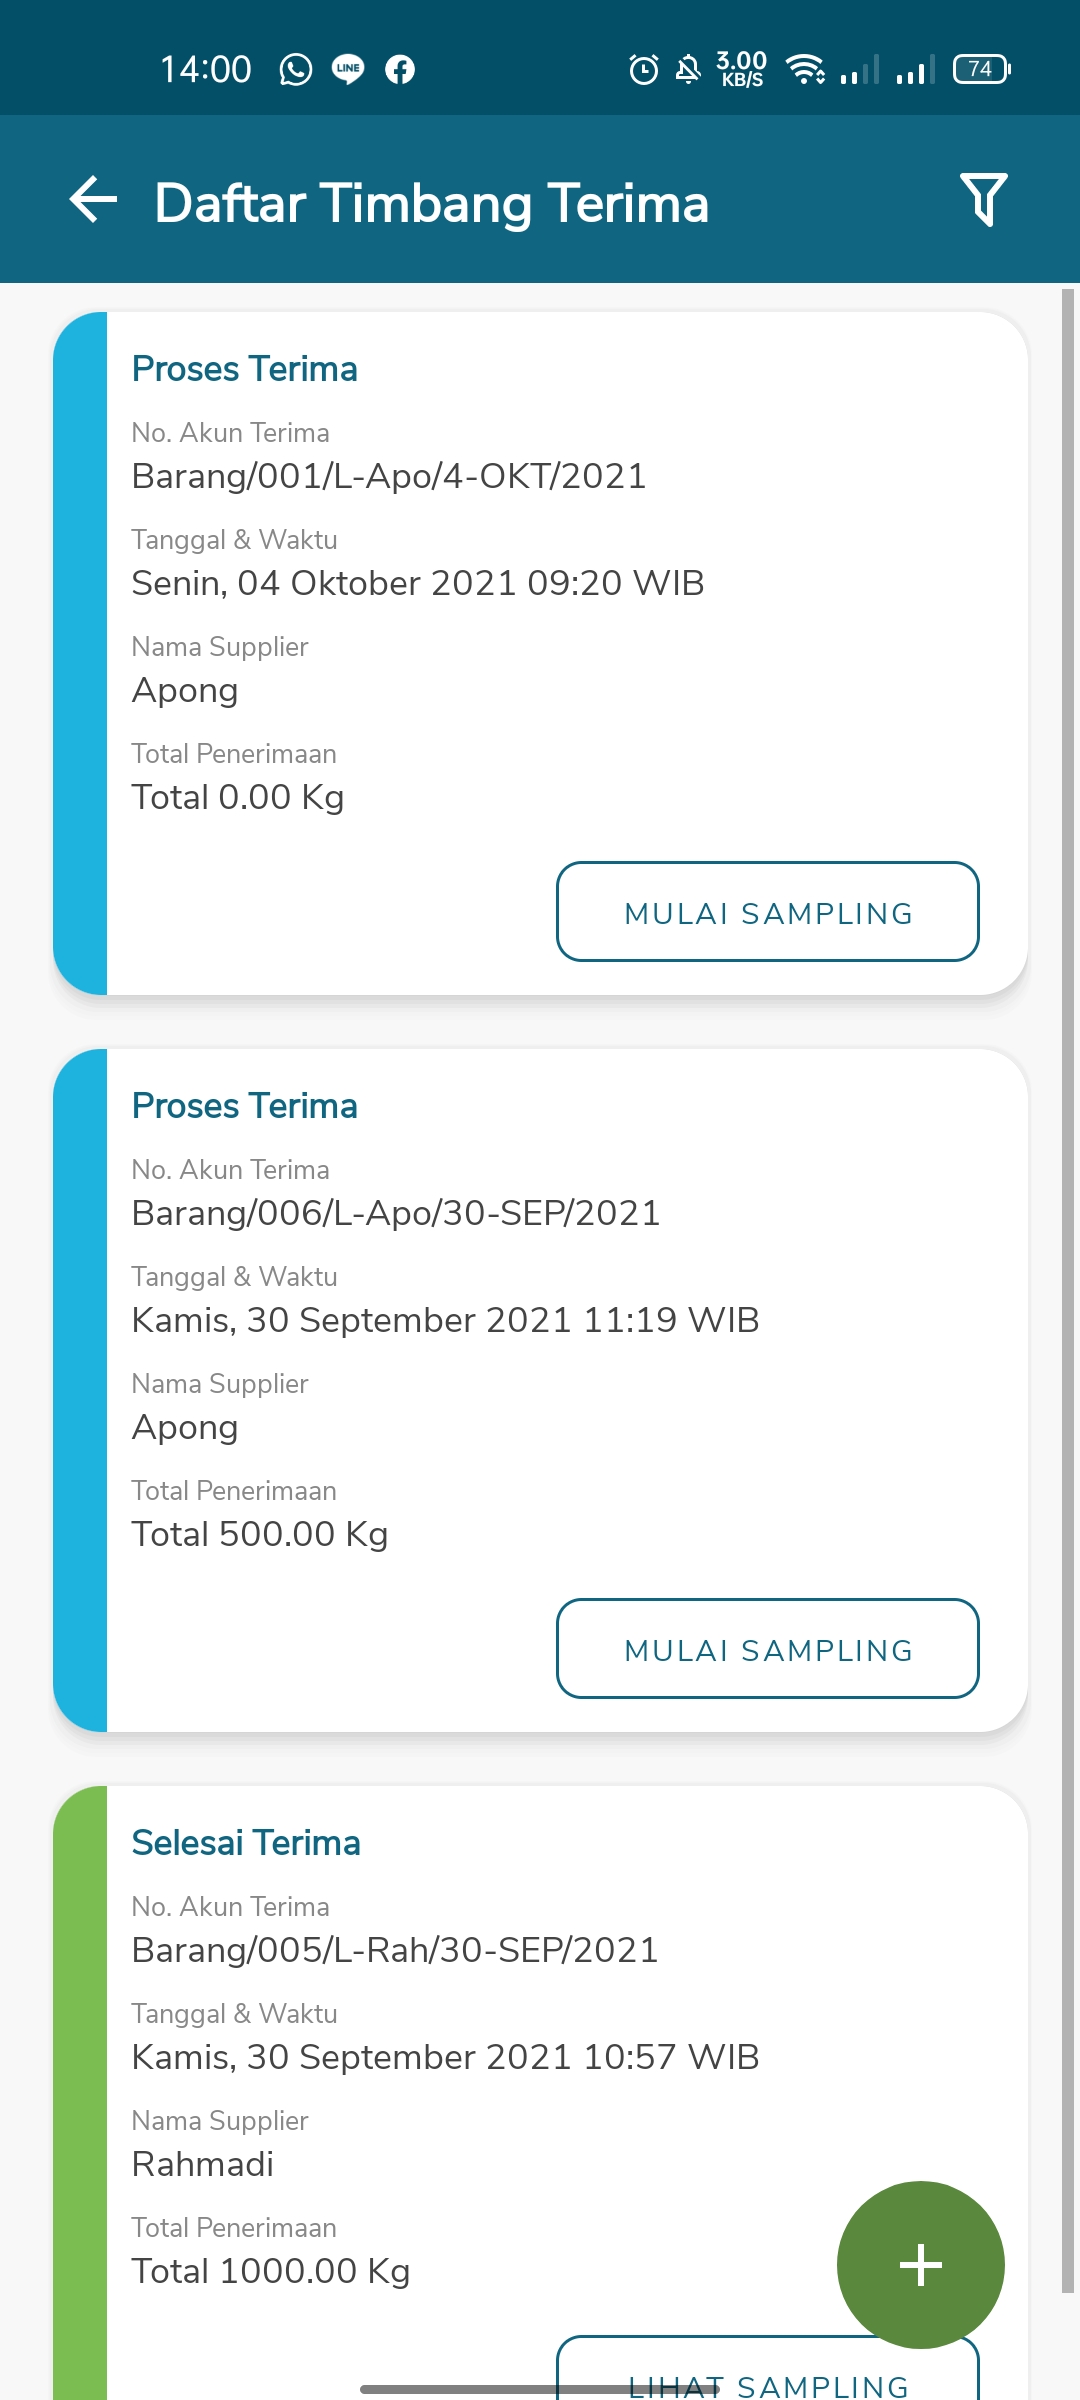 14:00 LINE 3.00 KB/S 74
Daftar Timbang Terima
Proses Terima
No. Akun Terima
Barang/001/L-Apo/4-OKT/2021
Tanggal & Waktu
Senin, 04 Oktober 2021 09:20 WIB
Nama Supplier
Apong
Total Penerimaan
Total 0.00 Kg
MULAI SAMPLING
Proses Terima
No. Akun Terima
Barang/006/L-Apo/30-SEP/2021
Tanggal & Waktu
Kamis, 30 September 2021 11:19 WIB
Nama Supplier
Apong
Total Penerimaan
Total 500.00 Kg
MULAI SAMPLING
Selesai Terima
No. Akun Terima
Barang/005/L-Rah/30-SEP/2021
Tanggal & Waktu
Kamis, 30 September 2021 10:57 WIB
Nama Supplier
Rahmadi
Total Penerimaan
Total 1000.00 Kg
LIHAT SAMPLING